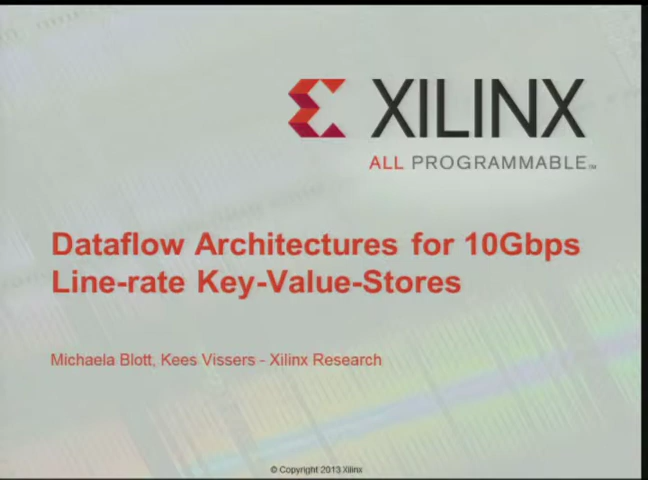 XILINX
ALL PROGRAMMABLE™
Dataflow Architectures for 10Gbps
Line-rate Key-Value-Stores
Michaela Blott, Kees Vissers - Xilinx Research
© Copyright 2013 Xilinx